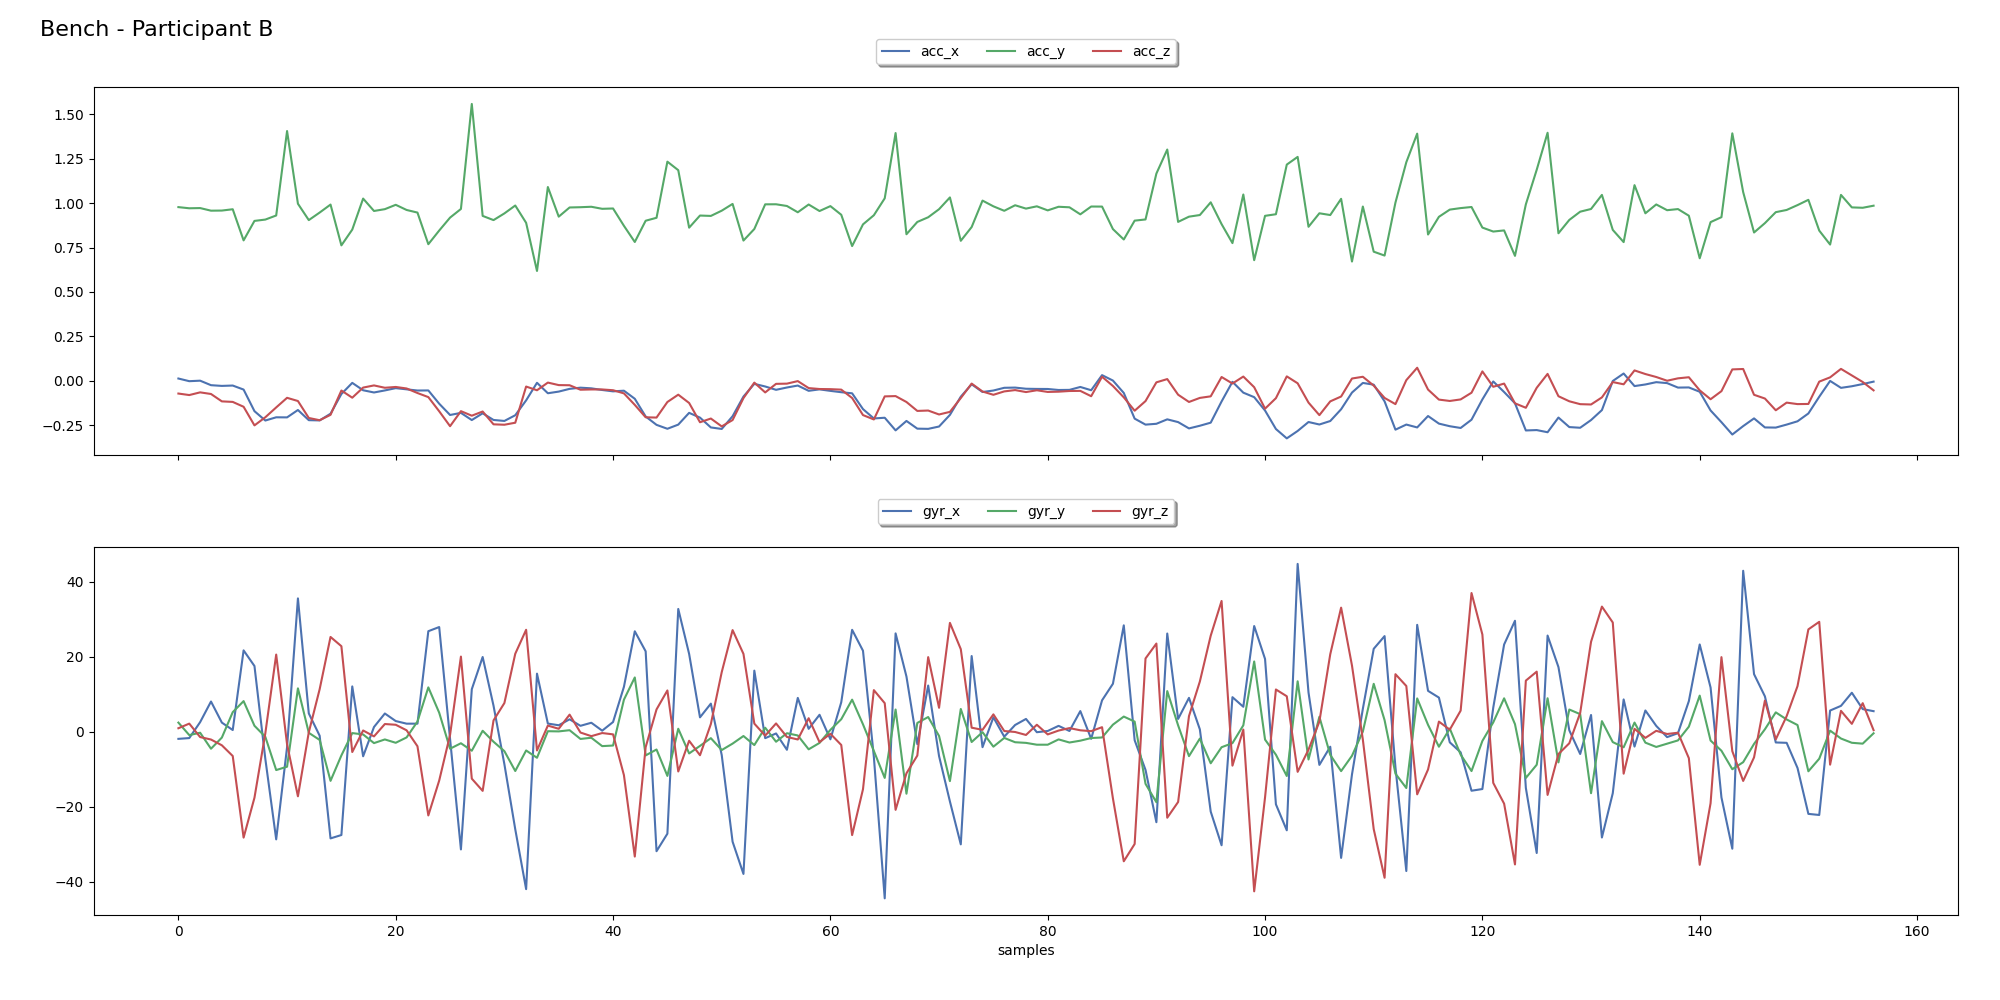 Bench - Participant B
acc_x acc_y acc_z
1.50
1.25
1.00
0.75
0.50
0.25
0.00
−0.25
gyr_x gyr_y gyr_z
40
20
0
−20
−40
0 20 40 60 80 100 120 140 160
samples